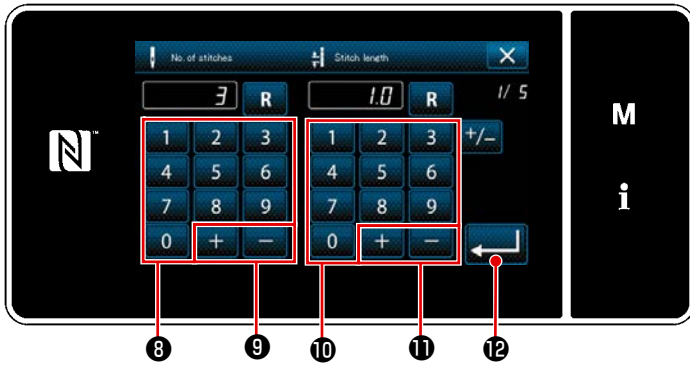 No. of stitches Stitch length
3 R 1.0 R 1/ 5
1 2 3 1 2 3 +/−
4 5 6 4 5 6
7 8 9 7 8 9
0 + − 0 + −
N™
M
i
❽ ❾ ❿ ⓫ ⓬